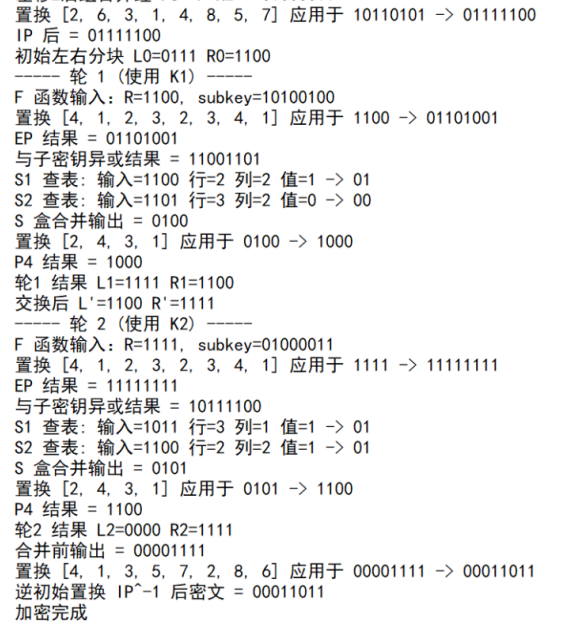 置换 [2, 6, 3, 1, 4, 8, 5, 7] 应用于 10110101 -> 01111100
IP 后 = 01111100
初始左右分块 L0=0111 R0=1100
----- 轮 1 (使用 K1) -----
F 函数输入: R=1100, subkey=10100100
置换 [4, 1, 2, 3, 2, 3, 4, 1] 应用于 1100 -> 01101001
EP 结果 = 01101001
与子密钥异或结果 = 11001101
S1 查表: 输入=1100 行=2 列=2 值=1 -> 01
S2 查表: 输入=1101 行=3 列=2 值=0 -> 00
S 盒合并输出 = 0100
置换 [2, 4, 3, 1] 应用于 0100 -> 1000
P4 结果 = 1000
轮1 结果 L1=1111 R1=1100
交换后 L'=1100 R'=1111
----- 轮 2 (使用 K2) -----
F 函数输入: R=1111, subkey=01000011
置换 [4, 1, 2, 3, 2, 3, 4, 1] 应用于 1111 -> 11111111
EP 结果 = 11111111
与子密钥异或结果 = 10111100
S1 查表: 输入=1011 行=3 列=1 值=1 -> 01
S2 查表: 输入=1100 行=2 列=2 值=1 -> 01
S 盒合并输出 = 0101
置换 [2, 4, 3, 1] 应用于 0101 -> 1100
P4 结果 = 1100
轮2 结果 L2=0000 R2=1111
合并前输出 = 00001111
置换 [4, 1, 3, 5, 7, 2, 8, 6] 应用于 00001111 -> 00011011
逆初始置换 IP^-1 后密文 = 00011011
加密完成